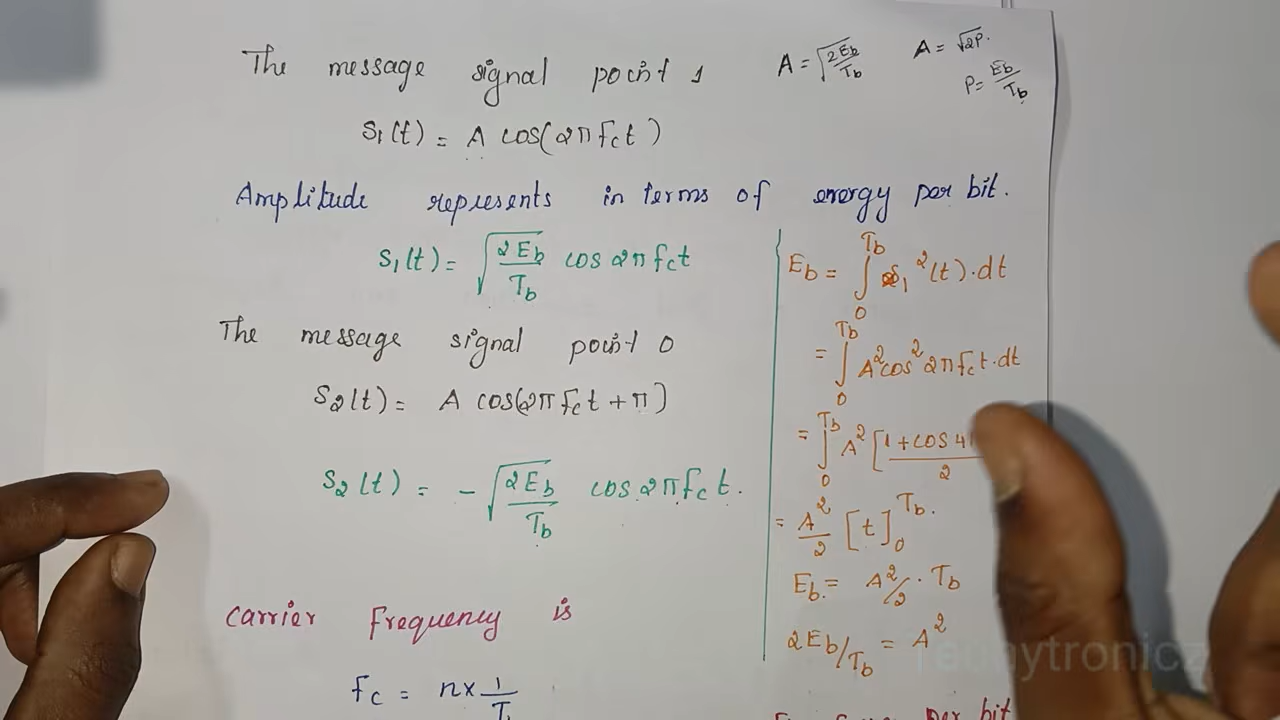 The message signal point 1
A = √2Eb/Tb
A = √2P.
P = Eb/Tb
S1(t) = A cos(2πfct)
Amplitude represents in terms of energy per bit.
S1(t) = √2Eb/Tb cos 2πfct
The message signal point 0
S2(t) = A cos(2πfct + π)
S2(t) = - √2Eb/Tb cos 2πfct.
Carrier Frequency is
Fc = n × 1/T
Eb = ∫0^Tb S1²(t)·dt
= ∫0^Tb A²cos²2πfct·dt
= ∫0^Tb A² [1+cos 4 /2
= A²/2 [t]0^Tb.
Eb = A²/2 · Tb
2Eb/Tb = A²
per bit